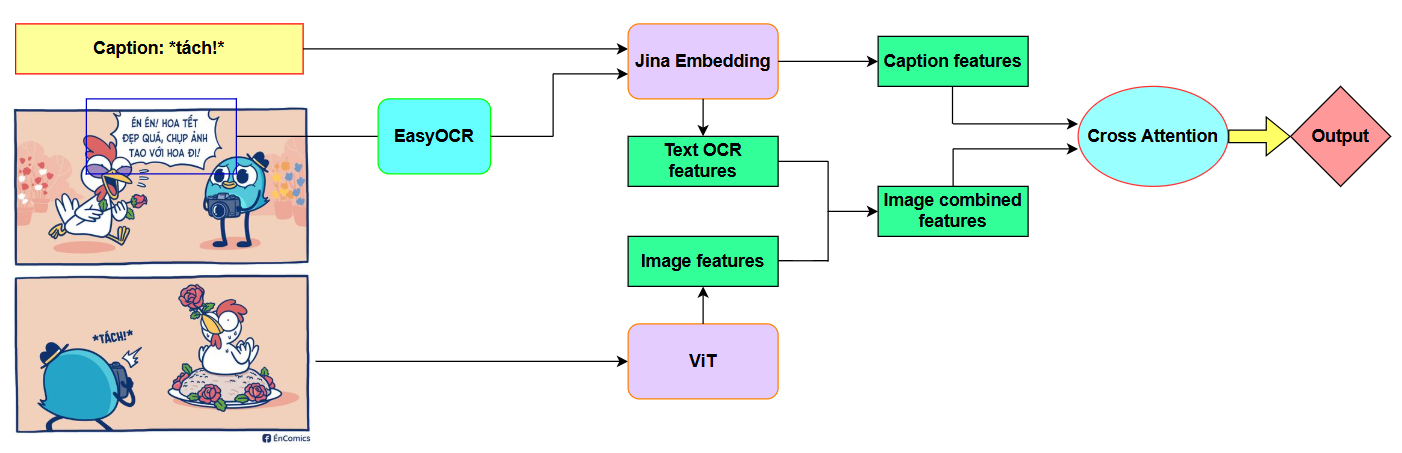 Caption: *tách!*
ÉN ÉN! HOA TẾT
ĐẸP QUÁ, CHỤP ẢNH
TAO VỚI HOA ĐI!
*TÁCH!*
ÉnComics
EasyOCR
Jina Embedding
Text OCR
features
Image features
ViT
Caption features
Image combined
features
Cross Attention
Output